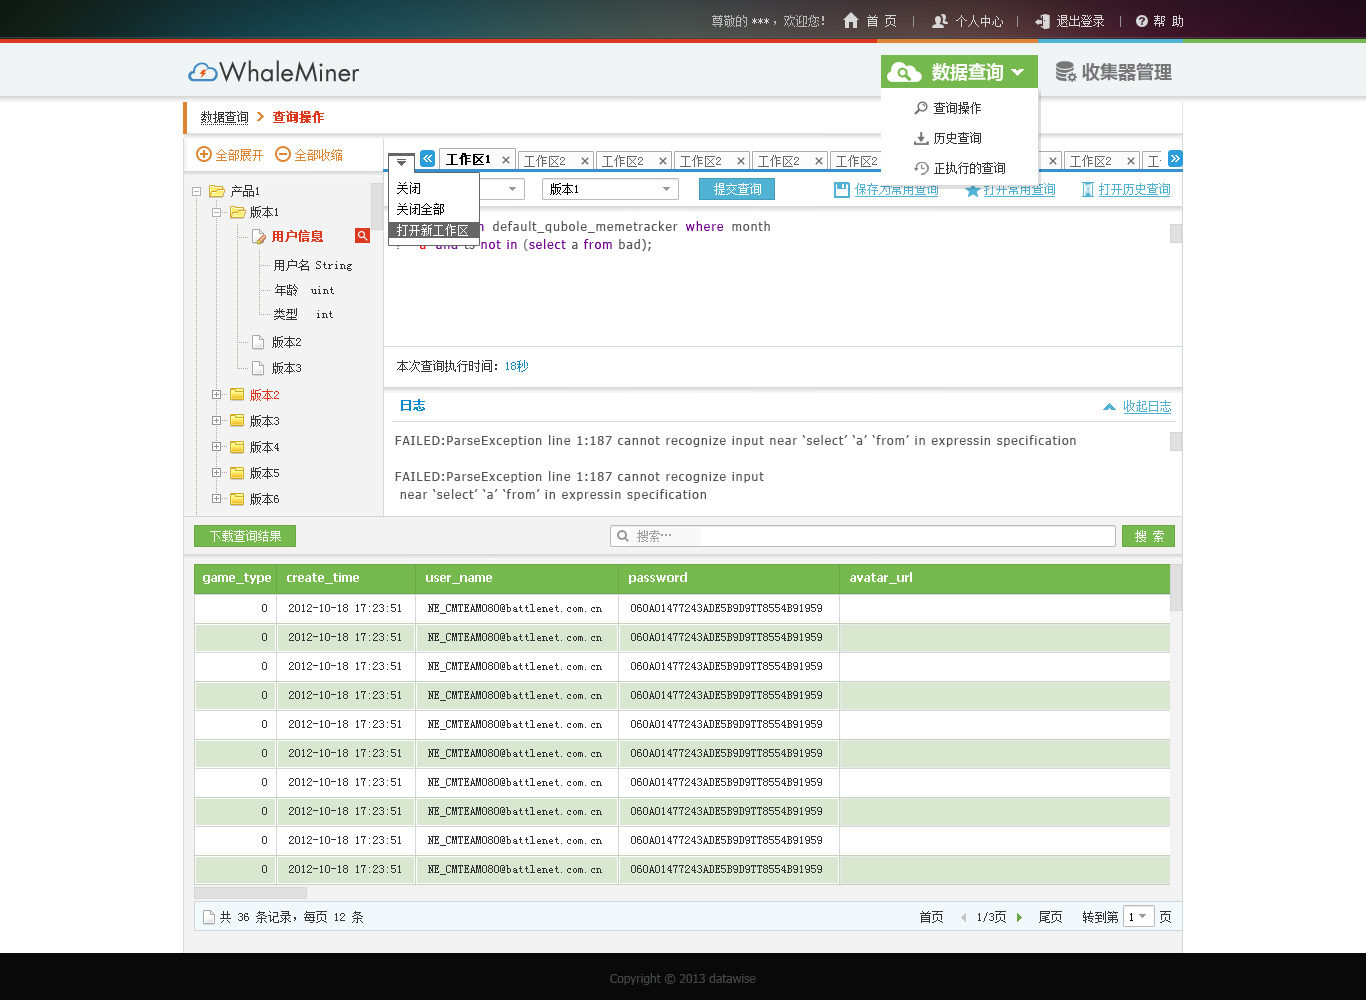 尊敬的 ***，欢迎您! 首 页 | 个人中心 | 退出登录 | 帮 助
WhaleMiner 数据查询 收集器管理
查询操作
历史查询
正执行的查询
数据查询 > 查询操作
全部展开 全部收缩
工作区1 × 工作区2 × 工作区2 × 工作区2 × 工作区2 × 工作区2 × 工作区2 ×
关闭
关闭全部
打开新工作区
版本1 提交查询 保存为常用查询 打开常用查询 打开历史查询
产品1
版本1
用户信息
用户名 String
年龄 uint
类型 int
版本2
版本3
版本2
版本3
版本4
版本5
版本6
default_qubole_memetracker where month
not in (select a from bad);
本次查询执行时间：18秒
日志 收起日志
FAILED:ParseException line 1:187 cannot recognize input near ‘select’ ‘a’ ‘from’ in expressin specification
FAILED:ParseException line 1:187 cannot recognize input
near ‘select’ ‘a’ ‘from’ in expressin specification
下载查询结果 搜索… 搜 索
game_type create_time user_name password avatar_url
0 2012-10-18 17:23:51 NE_CMTEAM080@battlenet.com.cn 060A01477243ADE5B9D9TT8554B91959
0 2012-10-18 17:23:51 NE_CMTEAM080@battlenet.com.cn 060A01477243ADE5B9D9TT8554B91959
0 2012-10-18 17:23:51 NE_CMTEAM080@battlenet.com.cn 060A01477243ADE5B9D9TT8554B91959
0 2012-10-18 17:23:51 NE_CMTEAM080@battlenet.com.cn 060A01477243ADE5B9D9TT8554B91959
0 2012-10-18 17:23:51 NE_CMTEAM080@battlenet.com.cn 060A01477243ADE5B9D9TT8554B91959
0 2012-10-18 17:23:51 NE_CMTEAM080@battlenet.com.cn 060A01477243ADE5B9D9TT8554B91959
0 2012-10-18 17:23:51 NE_CMTEAM080@battlenet.com.cn 060A01477243ADE5B9D9TT8554B91959
0 2012-10-18 17:23:51 NE_CMTEAM080@battlenet.com.cn 060A01477243ADE5B9D9TT8554B91959
0 2012-10-18 17:23:51 NE_CMTEAM080@battlenet.com.cn 060A01477243ADE5B9D9TT8554B91959
0 2012-10-18 17:23:51 NE_CMTEAM080@battlenet.com.cn 060A01477243ADE5B9D9TT8554B91959
共 36 条记录，每页 12 条 首页 1/3页 尾页 转到第 1 页
Copyright © 2013 datawise